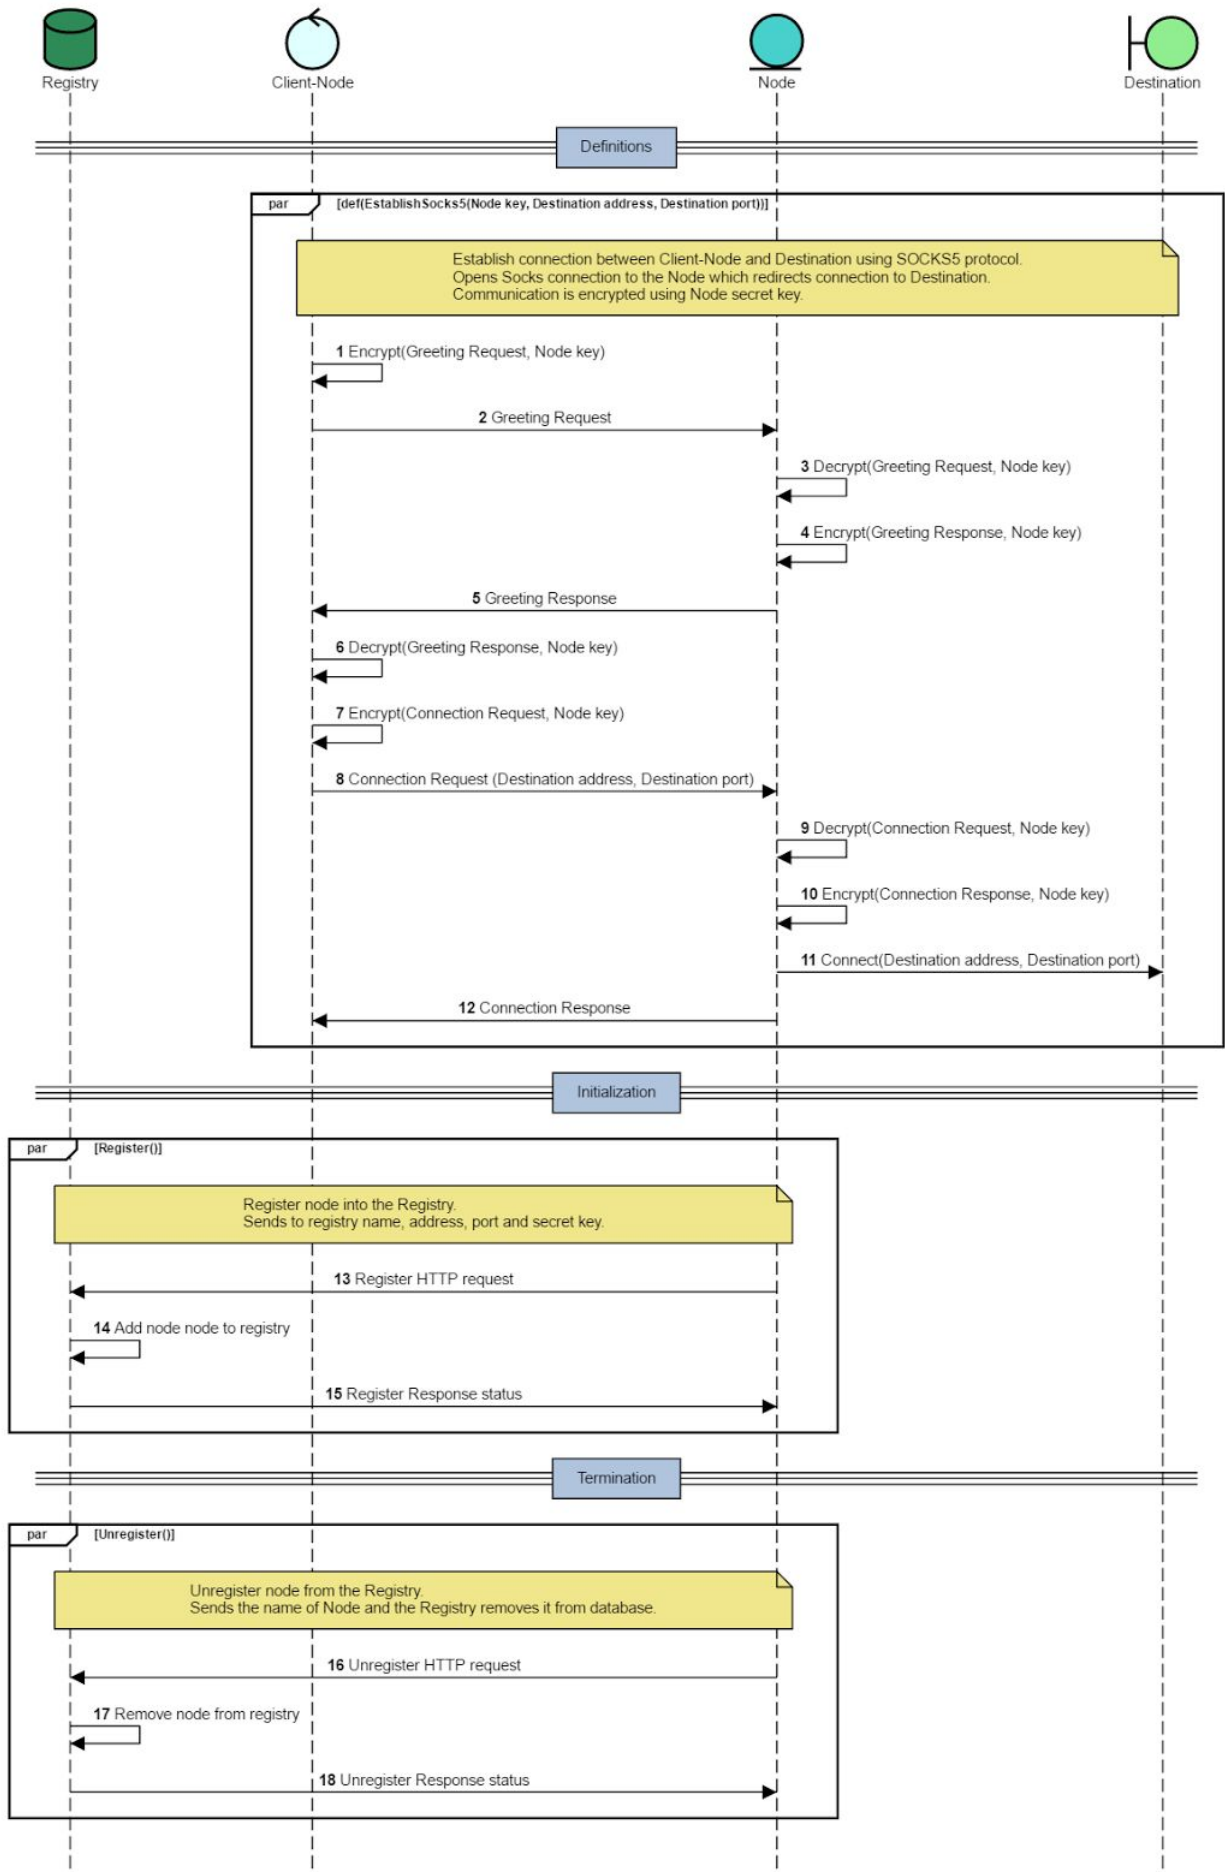 Registry
Client-Node
Node
Destination
Definitions
par
[def(EstablishSocks5(Node key, Destination address, Destination port))]
Establish connection between Client-Node and Destination using SOCKS5 protocol.
Opens Socks connection to the Node which redirects connection to Destination.
Communication is encrypted using Node secret key.
1 Encrypt(Greeting Request, Node key)
2 Greeting Request
3 Decrypt(Greeting Request, Node key)
4 Encrypt(Greeting Response, Node key)
5 Greeting Response
6 Decrypt(Greeting Response, Node key)
7 Encrypt(Connection Request, Node key)
8 Connection Request (Destination address, Destination port)
9 Decrypt(Connection Request, Node key)
10 Encrypt(Connection Response, Node key)
11 Connect(Destination address, Destination port)
12 Connection Response
Initialization
par
[Register()]
Register node into the Registry.
Sends to registry name, address, port and secret key.
13 Register HTTP request
14 Add node node to registry
15 Register Response status
Termination
par
[Unregister()]
Unregister node from the Registry.
Sends the name of Node and the Registry removes it from database.
16 Unregister HTTP request
17 Remove node from registry
18 Unregister Response status